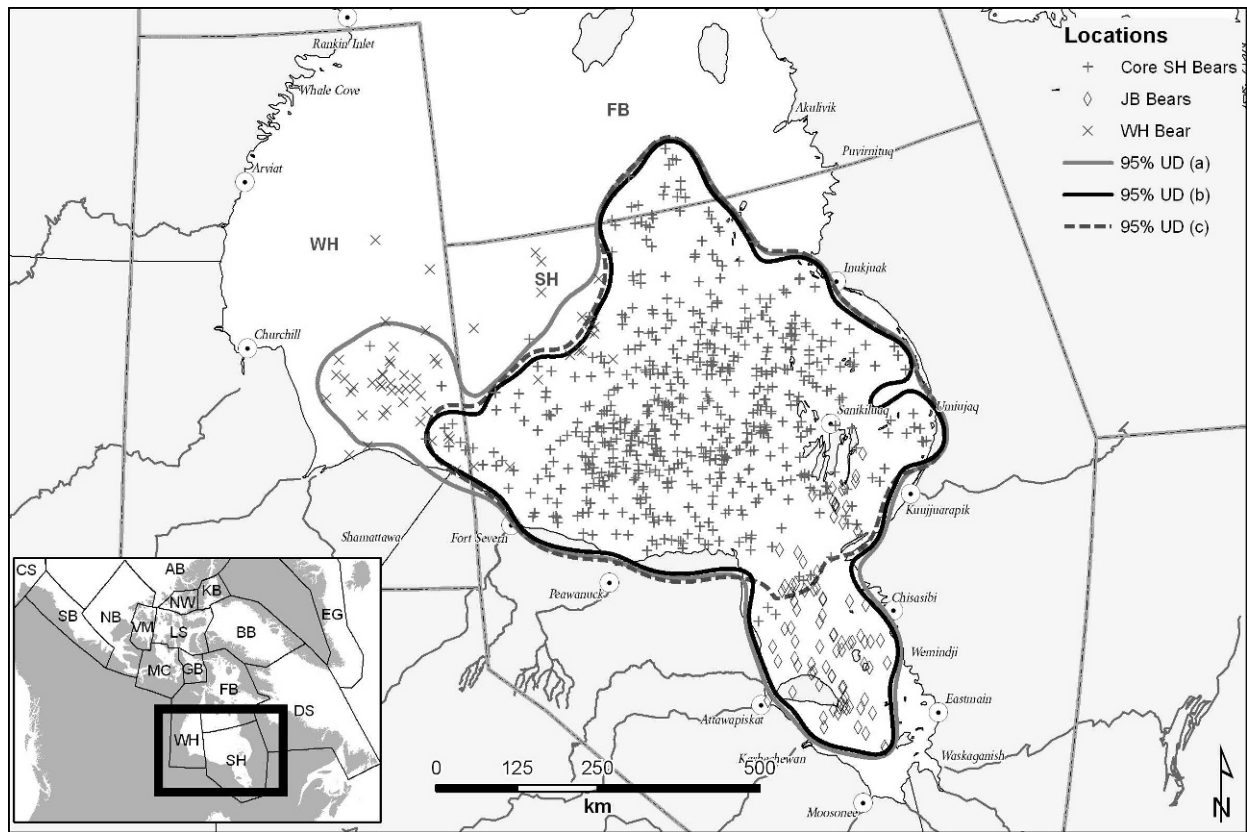 Rankin Inlet
Whale Cove
Arviat
Churchill
WH
SH
FB
Akulivik
Puvirnituq
Inukjuak
Sanikiluaq
Umiujaq
Kuujjuarapik
Chisasibi
Wemindji
Eastmain
Waskaganish
Moosonee
Kashechewan
Attawapiskat
Peawanuck
Fort Severn
Shamattawa
Locations
Core SH Bears
JB Bears
WH Bear
95% UD (a)
95% UD (b)
95% UD (c)
CS
SB
NB
AB
NW
KB
VM
LS
BB
EG
MC
GB
FB
DS
WH
SH
0 125 250 500
km
N